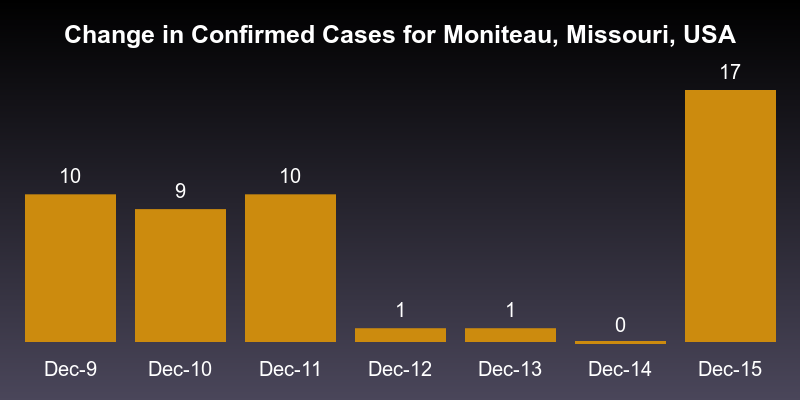 Change in Confirmed Cases for Moniteau, Missouri, USA
17
10
9
10
1
1
0
Dec-9
Dec-10
Dec-11
Dec-12
Dec-13
Dec-14
Dec-15